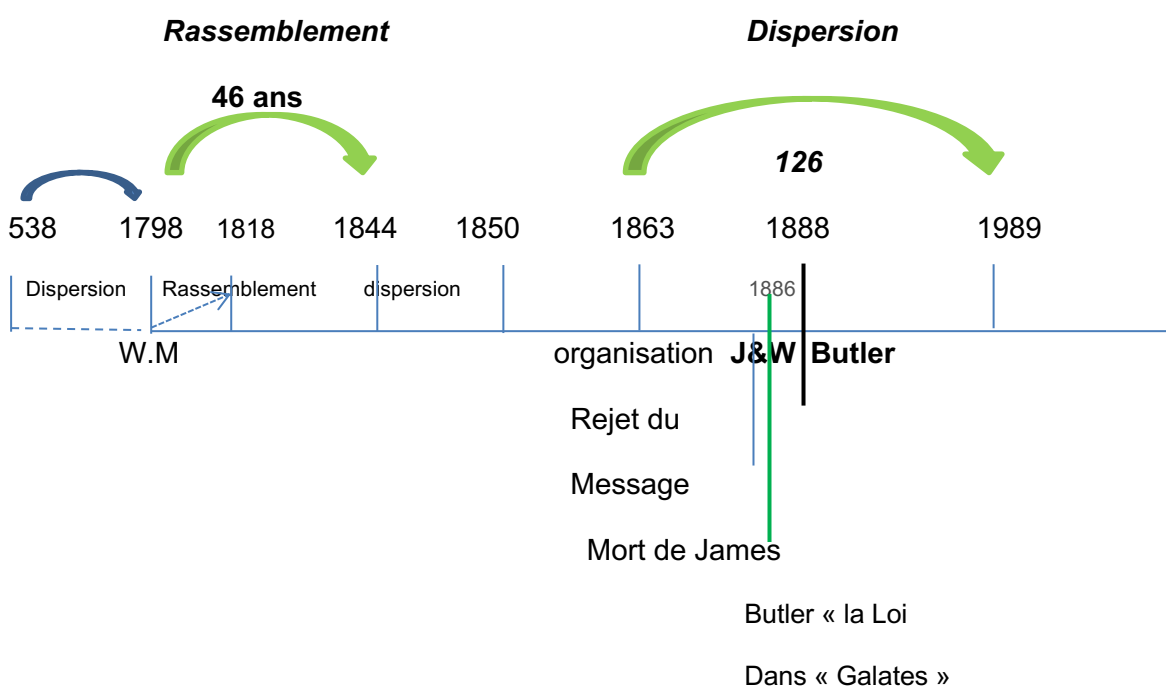 Rassemblement Dispersion
46 ans
126
538 1798 1818 1844 1850 1863 1888 1989
Dispersion Rassemblement dispersion 1886
W.M organisation J&W Butler
Rejet du
Message
Mort de James
Butler « la Loi
Dans « Galates »